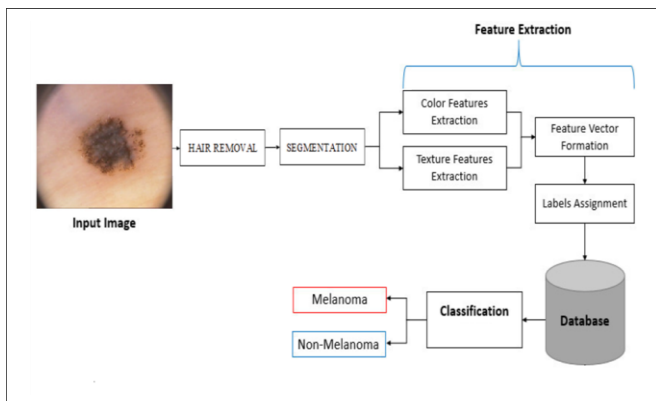 Feature Extraction
Input Image
HAIR REMOVAL
SEGMENTATION
Color Features
Extraction
Texture Features
Extraction
Feature Vector
Formation
Labels Assignment
Database
Classification
Melanoma
Non-Melanoma